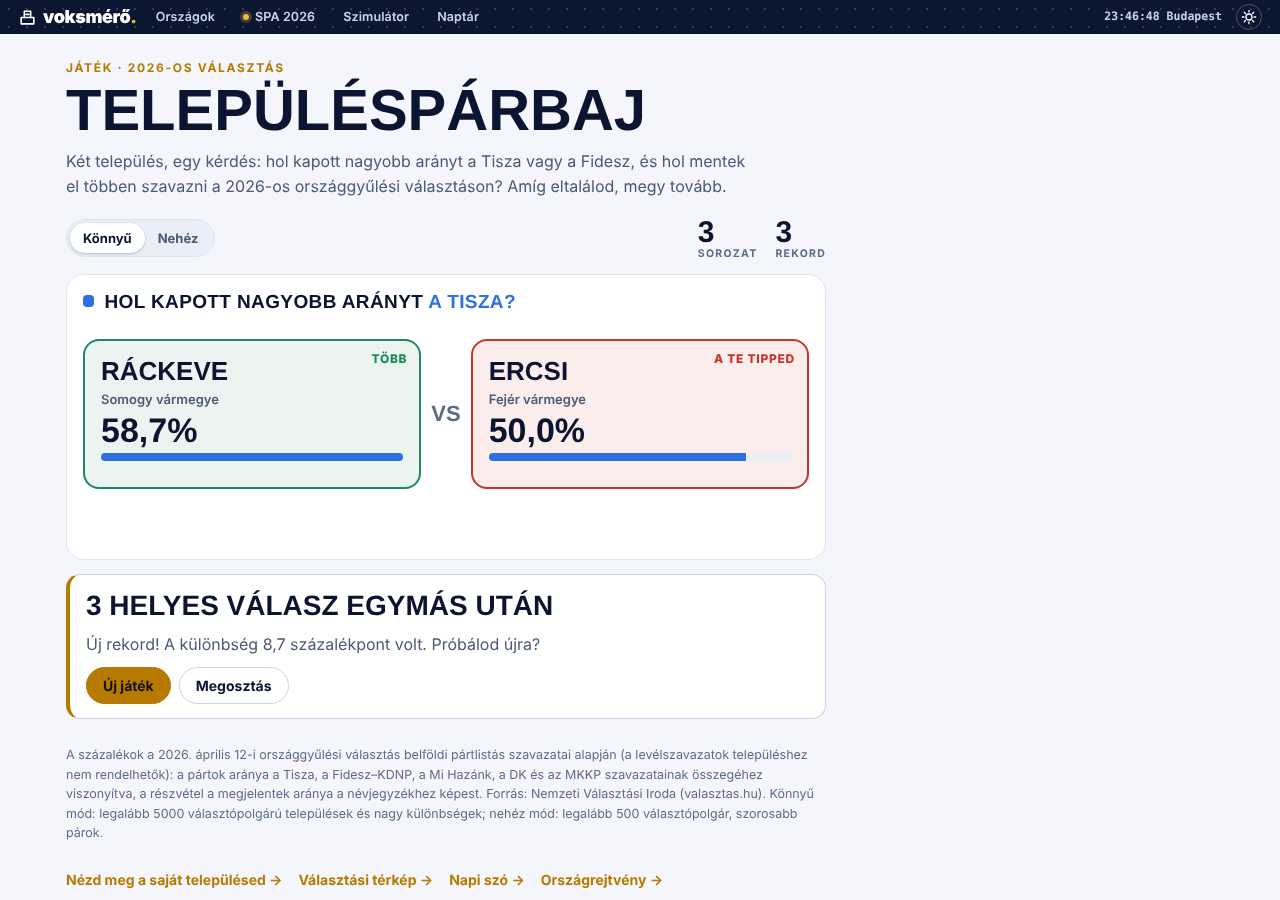 voksmérő.
Országok
SPA 2026
Szimulátor
Naptár
23:46:48 Budapest
JÁTÉK · 2026-OS VÁLASZTÁS
TELEPÜLÉSPÁRBAJ
Két település, egy kérdés: hol kapott nagyobb arányt a Tisza vagy a Fidesz, és hol mentek
el többen szavazni a 2026-os országgyűlési választáson? Amíg eltalálod, megy tovább.
Könnyű
Nehéz
3
SOROZAT
3
REKORD
HOL KAPOTT NAGYOBB ARÁNYT A TISZA?
TÖBB
RÁCKEVE
Somogy vármegye
58,7%
VS
A TE TIPPED
ERCSI
Fejér vármegye
50,0%
3 HELYES VÁLASZ EGYMÁS UTÁN
Új rekord! A különbség 8,7 százalékpont volt. Próbálod újra?
Új játék
Megosztás
A százalékok a 2026. április 12-i országgyűlési választás belföldi pártlistás szavazatai alapján (a levélszavazatok településhez
nem rendelhetők): a pártok aránya a Tisza, a Fidesz–KDNP, a Mi Hazánk, a DK és az MKKP szavazatainak összegéhez
viszonyítva, a részvétel a megjelentek aránya a névjegyzékhez képest. Forrás: Nemzeti Választási Iroda (valasztas.hu). Könnyű
mód: legalább 5000 választópolgárú települések és nagy különbségek; nehéz mód: legalább 500 választópolgár, szorosabb
párok.
Nézd meg a saját településed →
Választási térkép →
Napi szó →
Országrejtvény →